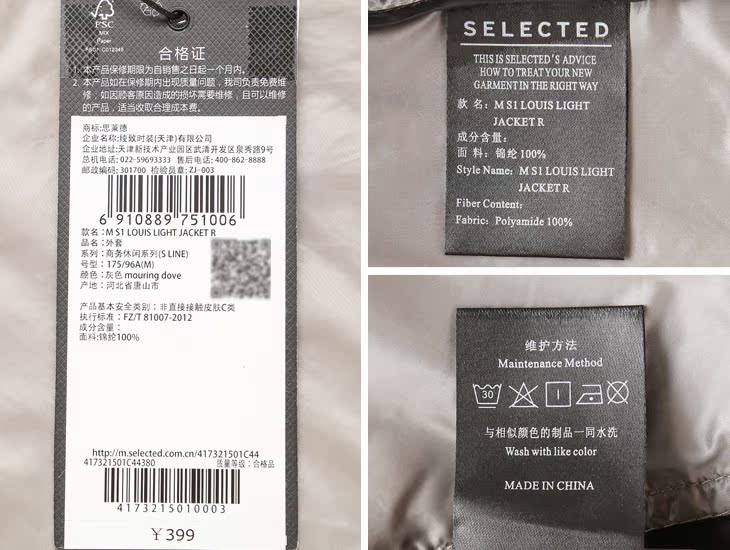 FSC
MIX
Paper
FSC® C012345
合格证
1. 本产品保修期限为自销售之日起一个月内。
2. 本产品如在保修期内出现质量问题，我司负责免费维
修，如因顾客原因造成的损坏需要维修，且可以维修
的产品，适当收取合理成本费。
商标:思莱德
企业名称:绫致时装(天津)有限公司
企业地址:天津新技术产业园区武清开发区泉秀路9号
总机电话: 022-59693333 售后电话: 400-862-8888
邮政编码: 301700 检验员章: ZJ-003
6 910889 751006
款名 : M S1 LOUIS LIGHT JACKET R
品名 : 外套
系列 : 商务休闲系列(S LINE)
号型 : 175/96A(M)
颜色 : 灰色 mouring dove
产地 : 河北省唐山市
产品基本安全类别 : 非直接接触皮肤C类
执行标准 : FZ/T 81007-2012
成分含量 :
面料:锦纶100%
http://m.selected.com.cn/417321501C44
417321501C44380 质量等级 : 合格品
4173215010003
￥399
SELECTED
THIS IS SELECTED'S ADVICE
HOW TO TREAT YOUR NEW
GARMENT IN THE RIGHT WAY
款 名: M S1 LOUIS LIGHT
JACKET R
成分含量:
面 料: 锦纶 100%
Style Name: M S1 LOUIS LIGHT
JACKET R
Fiber Content:
Fabric: Polyamide 100%
维护方法
Maintenance Method
30
与相似颜色的制品一同水洗
Wash with like color
MADE IN CHINA